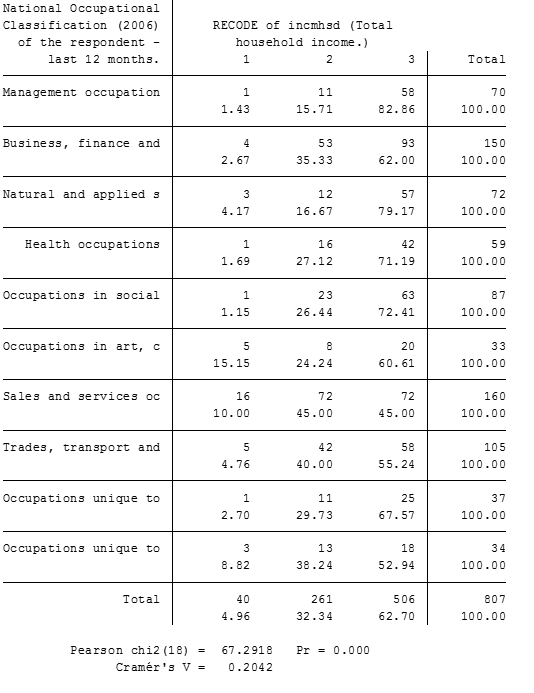 National Occupational
Classification (2006) RECODE of incmhsd (Total
of the respondent - household income.)
last 12 months. 1 2 3 Total
Management occupation 1 11 58 70
1.43 15.71 82.86 100.00
Business, finance and 4 53 93 150
2.67 35.33 62.00 100.00
Natural and applied s 3 12 57 72
4.17 16.67 79.17 100.00
Health occupations 1 16 42 59
1.69 27.12 71.19 100.00
Occupations in social 1 23 63 87
1.15 26.44 72.41 100.00
Occupations in art, c 5 8 20 33
15.15 24.24 60.61 100.00
Sales and services oc 16 72 72 160
10.00 45.00 45.00 100.00
Trades, transport and 5 42 58 105
4.76 40.00 55.24 100.00
Occupations unique to 1 11 25 37
2.70 29.73 67.57 100.00
Occupations unique to 3 13 18 34
8.82 38.24 52.94 100.00
Total 40 261 506 807
4.96 32.34 62.70 100.00
Pearson chi2(18) = 67.2918 Pr = 0.000
Cramér's V = 0.2042